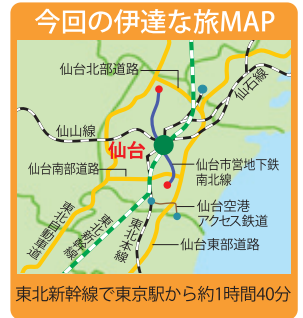 今回の伊達な旅MAP
仙台北部道路
仙石線
仙山線
仙台
仙台市営地下鉄
南北線
仙台南部道路
仙台空港
アクセス鉄道
東北自動車道
東北新幹線
東北本線
仙台東部道路
東北新幹線で東京駅から約1時間40分